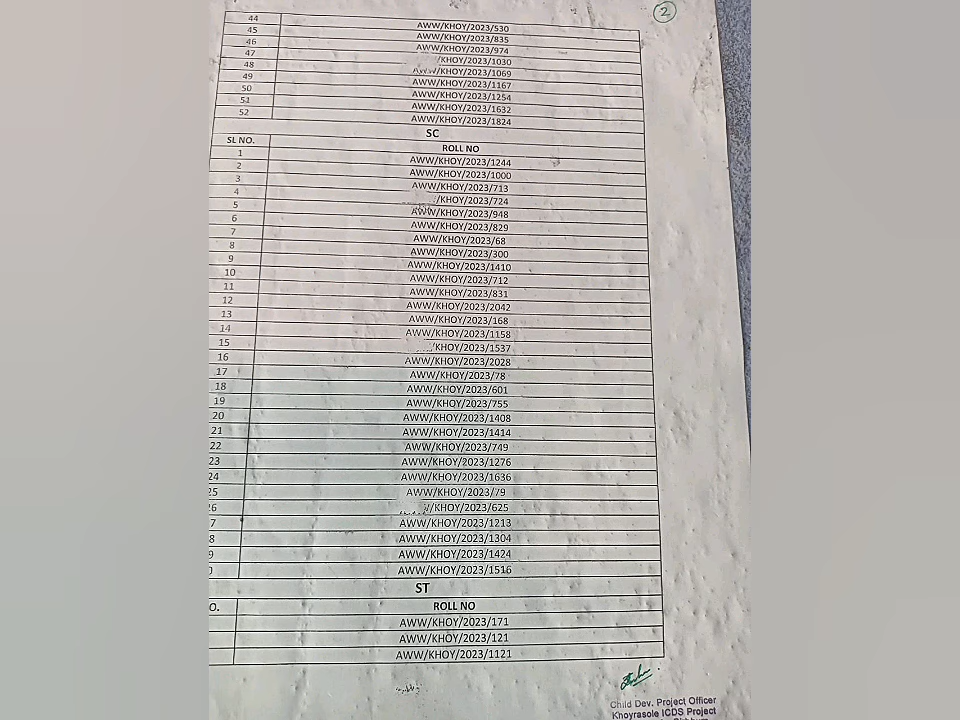 2
44 AWW/KHOY/2023/530
45 AWW/KHOY/2023/835
46 AWW/KHOY/2023/974
47 /KHOY/2023/1030
48 AWW/KHOY/2023/1069
49 AWW/KHOY/2023/1167
50 AWW/KHOY/2023/1254
51 AWW/KHOY/2023/1632
52 AWW/KHOY/2023/1824
SC
SL NO. ROLL NO
1 AWW/KHOY/2023/1244
2 AWW/KHOY/2023/1000
3 AWW/KHOY/2023/713
4 /KHOY/2023/724
5 AWW/KHOY/2023/948
6 AWW/KHOY/2023/829
7 AWW/KHOY/2023/68
8 AWW/KHOY/2023/300
9 AWW/KHOY/2023/1410
10 AWW/KHOY/2023/712
11 AWW/KHOY/2023/831
12 AWW/KHOY/2023/2042
13 AWW/KHOY/2023/168
14 AWW/KHOY/2023/1158
15 /KHOY/2023/1537
16 AWW/KHOY/2023/2028
17 AWW/KHOY/2023/78
18 AWW/KHOY/2023/601
19 AWW/KHOY/2023/755
20 AWW/KHOY/2023/1408
21 AWW/KHOY/2023/1414
22 AWW/KHOY/2023/749
23 AWW/KHOY/2023/1276
24 AWW/KHOY/2023/1636
25 AWW/KHOY/2023/79
26 /KHOY/2023/625
7 AWW/KHOY/2023/1213
8 AWW/KHOY/2023/1304
9 AWW/KHOY/2023/1424
AWW/KHOY/2023/1516
ST
O. ROLL NO
AWW/KHOY/2023/171
AWW/KHOY/2023/121
AWW/KHOY/2023/1121
Child Dev. Project Officer
Khoyrasole ICDS Project